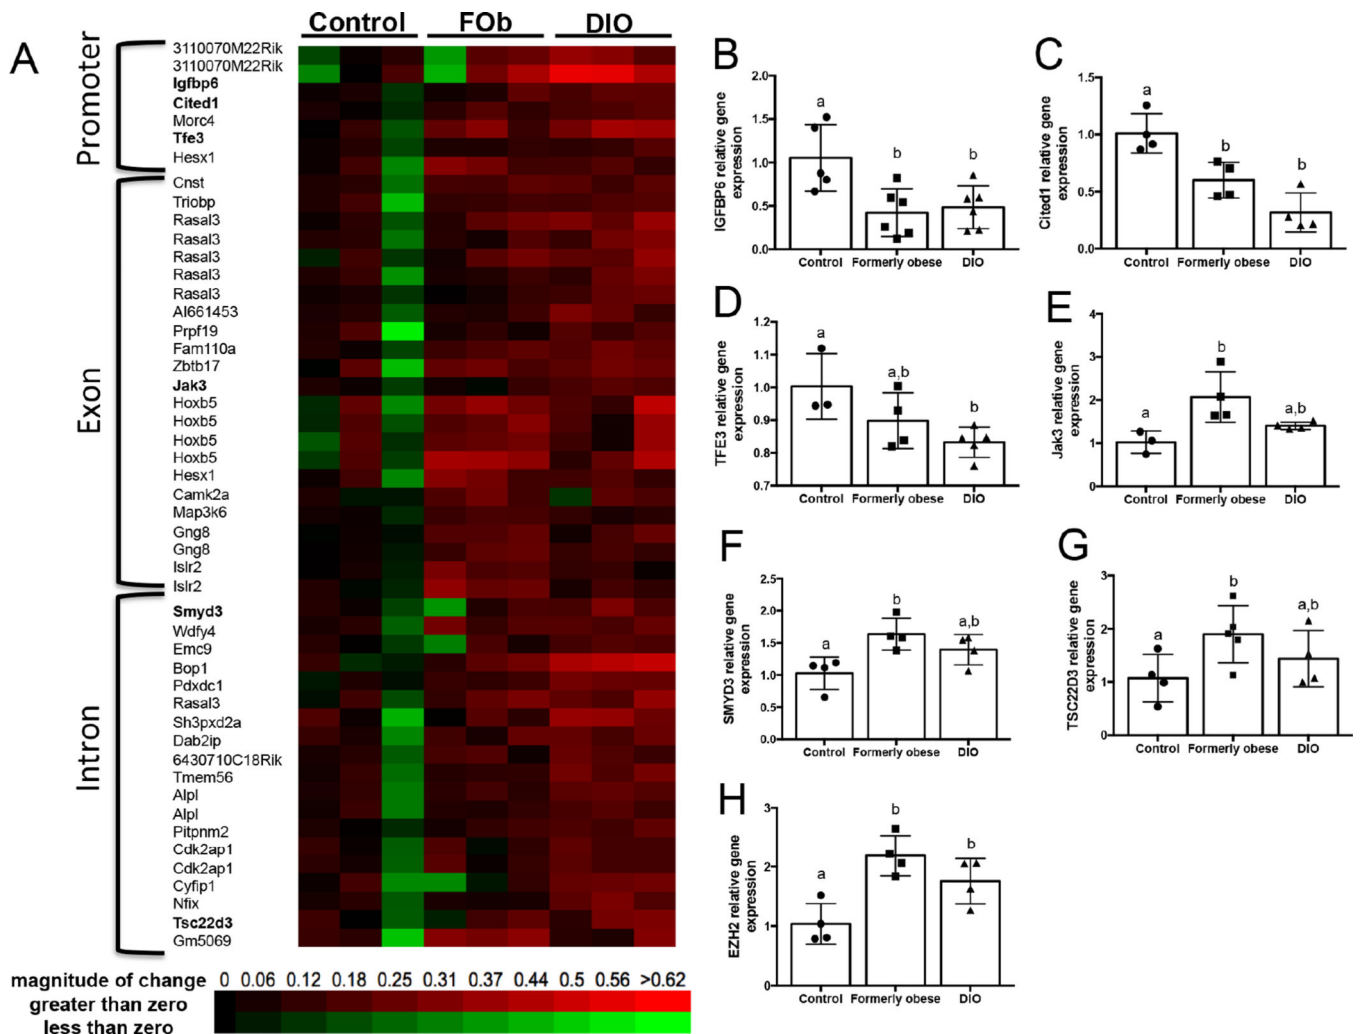 A
Control FOb DIO
Promoter
3110070M22Rik
3110070M22Rik
Igfbp6
Cited1
Morc4
Tfe3
Hesx1
Exon
Cnst
Triobp
Rasal3
Rasal3
Rasal3
Rasal3
Rasal3
AI661453
Prpf19
Fam110a
Zbtb17
Jak3
Hoxb5
Hoxb5
Hoxb5
Hoxb5
Hesx1
Camk2a
Map3k6
Gng8
Gng8
Islr2
Islr2
Intron
Smyd3
Wdfy4
Emc9
Bop1
Pdxdc1
Rasal3
Sh3pxd2a
Dab2ip
6430710C18Rik
Tmem56
Alpl
Alpl
Pitpnm2
Cdk2ap1
Cdk2ap1
Cyfip1
Nfix
Tsc22d3
Gm5069
magnitude of change 0 0.06 0.12 0.18 0.25 0.31 0.37 0.44 0.5 0.56 >0.62
greater than zero
less than zero
B
IGFBP6 relative gene
expression
2.0
1.5
1.0
0.5
0.0
a
b
b
Control Formerly obese DIO
C
Cited1 relative gene
expression
1.5
1.0
0.5
0.0
a
b
b
Control Formerly obese DIO
D
TFE3 relative gene
expression
1.2
1.1
1.0
0.9
0.8
0.7
a
a,b
b
Control Formerly obese DIO
E
Jak3 relative gene
expression
4
3
2
1
0
a
b
a,b
Control Formerly obese DIO
F
SMYD3 relative gene
expression
2.5
2.0
1.5
1.0
0.5
0.0
a
b
a,b
Control Formerly obese DIO
G
TSC22D3 relative gene
expression
3
2
1
0
a
b
a,b
Control Formerly obese DIO
H
EZH2 relative gene
expression
3
2
1
0
a
b
b
Control Formerly obese DIO